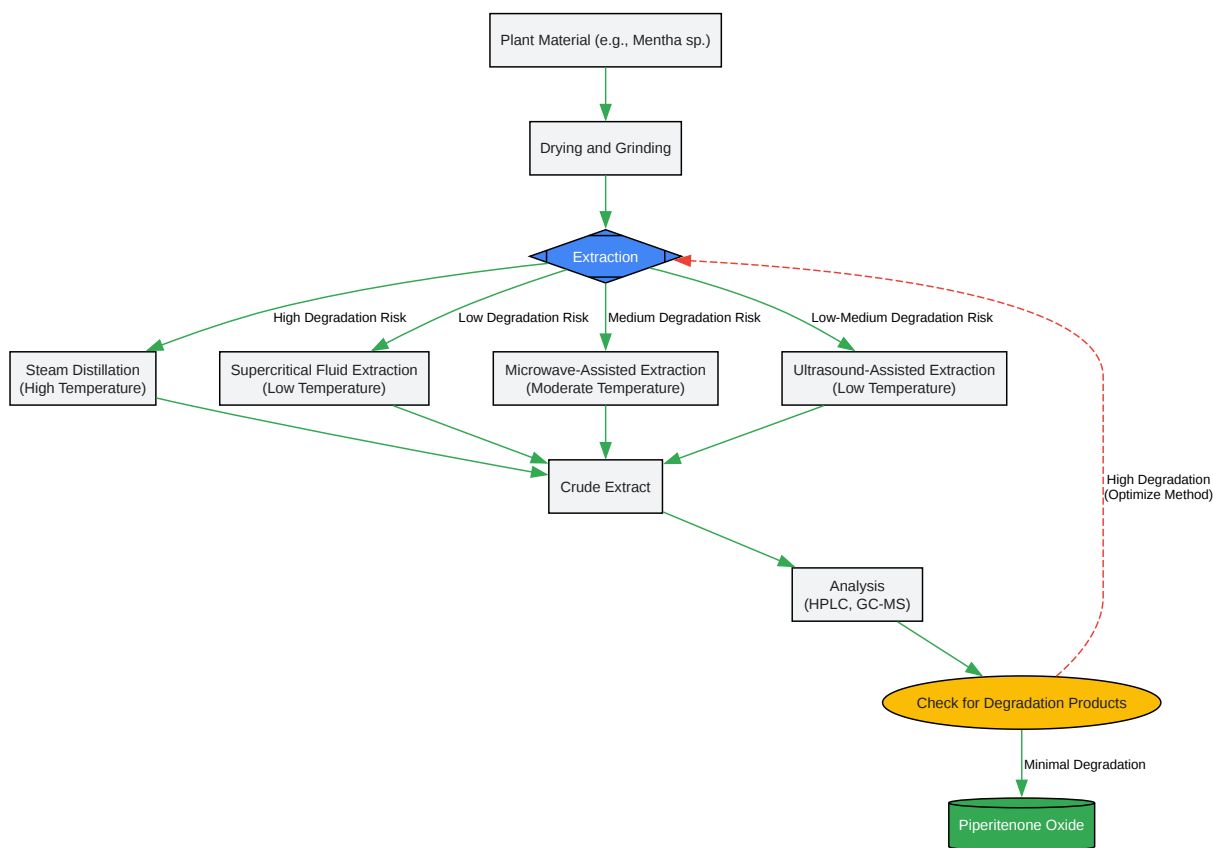 Plant Material (e.g., Mentha sp.)
Drying and Grinding
Extraction
High Degradation Risk
Low Degradation Risk
Medium Degradation Risk
Low-Medium Degradation Risk
Steam Distillation
(High Temperature)
Supercritical Fluid Extraction
(Low Temperature)
Microwave-Assisted Extraction
(Moderate Temperature)
Ultrasound-Assisted Extraction
(Low Temperature)
Crude Extract
High Degradation
(Optimize Method)
Analysis
(HPLC, GC-MS)
Check for Degradation Products
Minimal Degradation
Piperitenone Oxide